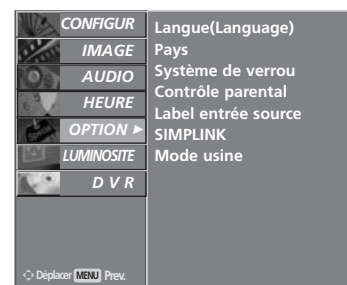 CONFIGUR
IMAGE
AUDIO
HEURE
OPTION ►
LUMINOSITE
D V R
Langue(Language)
Pays
Système de verrou
Contrôle parental
Label entrée source
SIMPLINK
Mode usine
Déplacer MENU Prev.